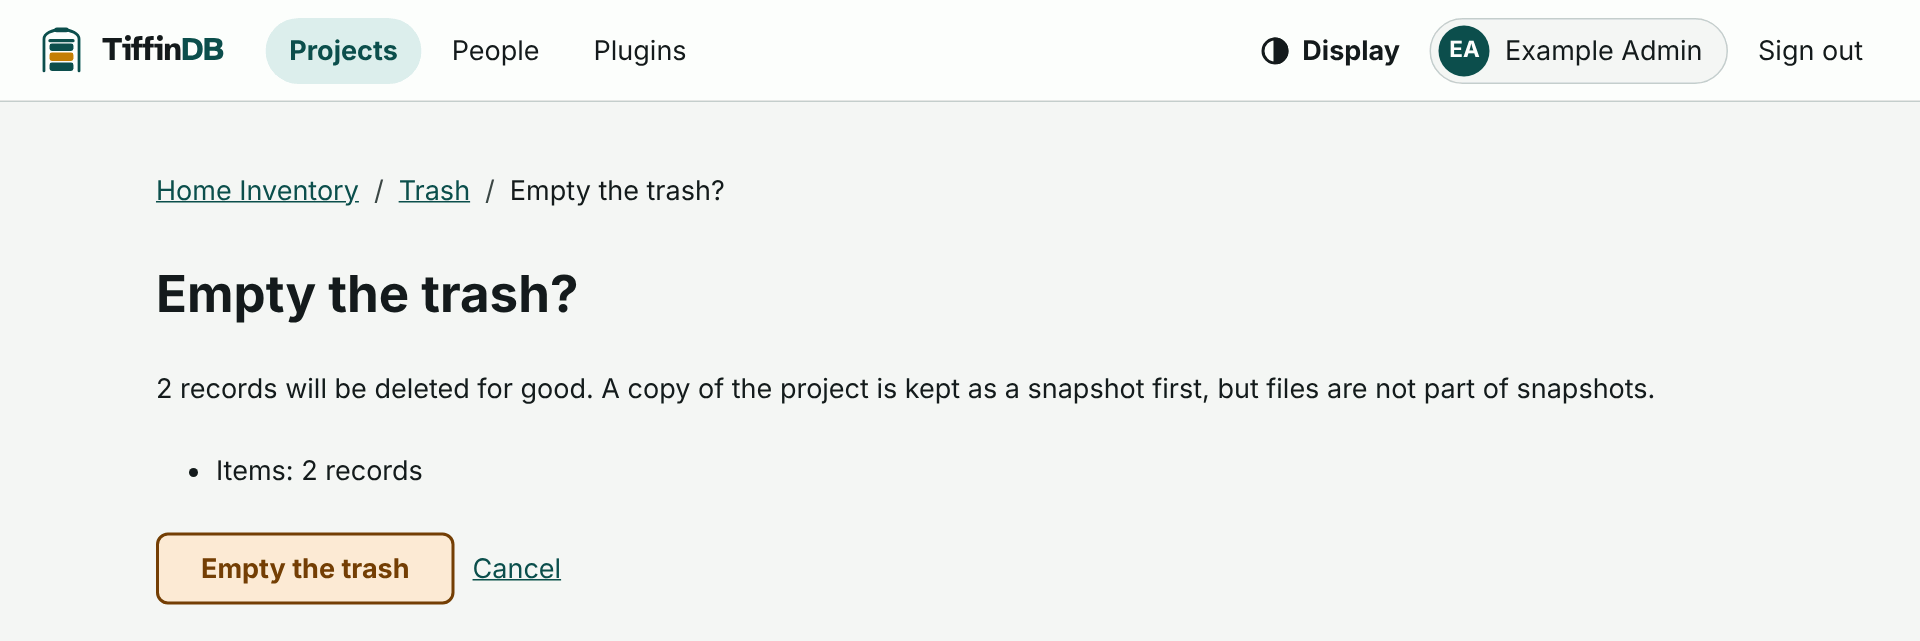 TiffinDB Projects People Plugins Display EA Example Admin Sign out
Home Inventory / Trash / Empty the trash?
Empty the trash?
2 records will be deleted for good. A copy of the project is kept as a snapshot first, but files are not part of snapshots.
• Items: 2 records
Empty the trash Cancel